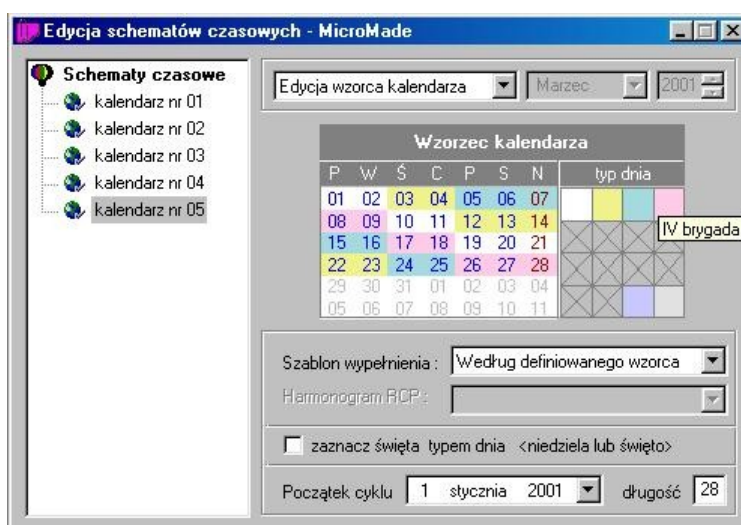 Edycja schematów czasowych - MicroMade
Schematy czasowe
kalendarz nr 01
kalendarz nr 02
kalendarz nr 03
kalendarz nr 04
kalendarz nr 05
Edycja wzorca kalendarza Marzec 2001
Wzorzec kalendarza
P W Ś C P S N typ dnia
01 02 03 04 05 06 07
08 09 10 11 12 13 14
IV brygada
15 16 17 18 19 20 21
22 23 24 25 26 27 28
29 30 31 01 02 03 04
05 06 07 08 09 10 11
Szablon wypełnienia : Według definiowanego wzorca
Harmonogram RCP :
zaznacz święta typem dnia <niedziela lub święto>
Początek cyklu 1 stycznia 2001 długość 28